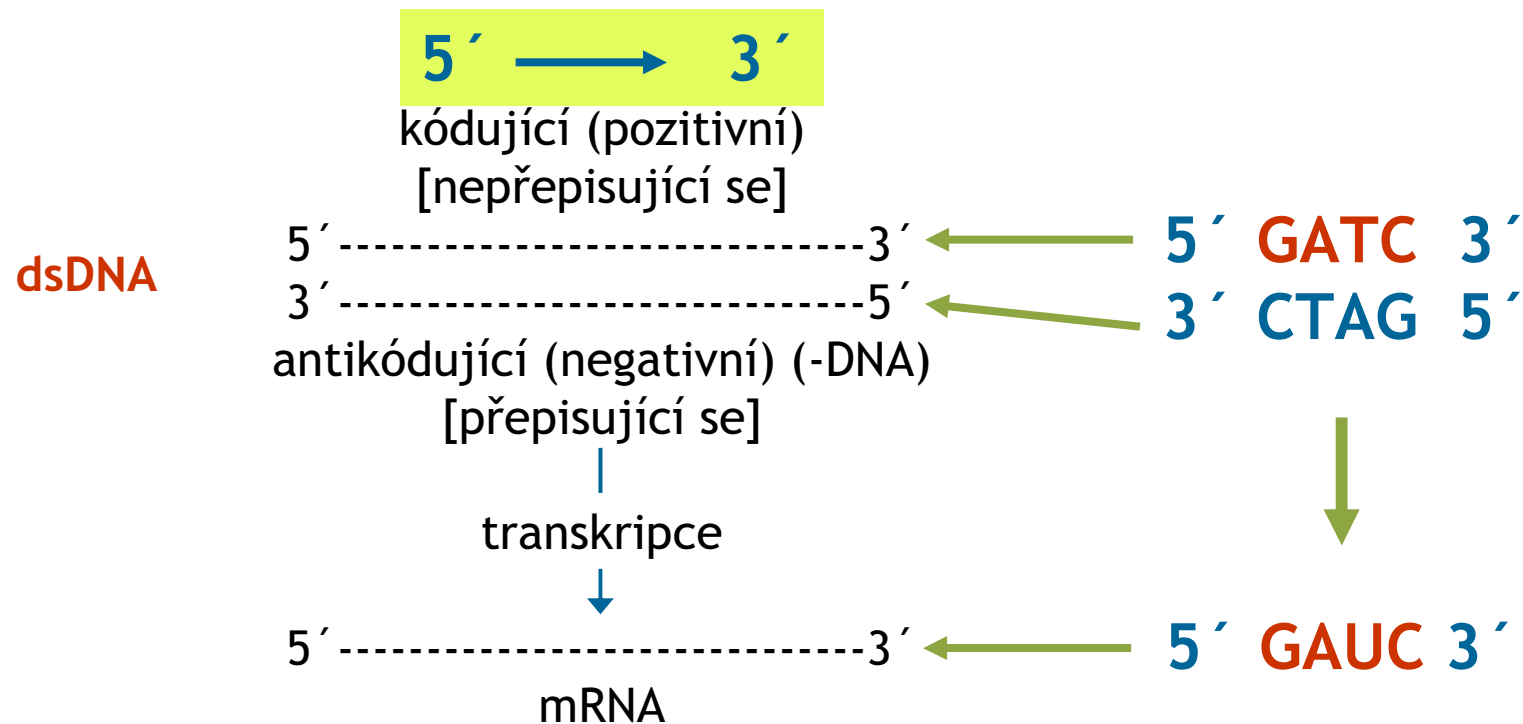 5´ 3´
kódující (pozitivní)
[nepřepisující se]
5´------------------------------3´
5´ GATC 3´
dsDNA
3´------------------------------5´
3´ CTAG 5´
antikódující (negativní) (-DNA)
[přepisující se]
transkripce
5´------------------------------3´
5´ GAUC 3´
mRNA